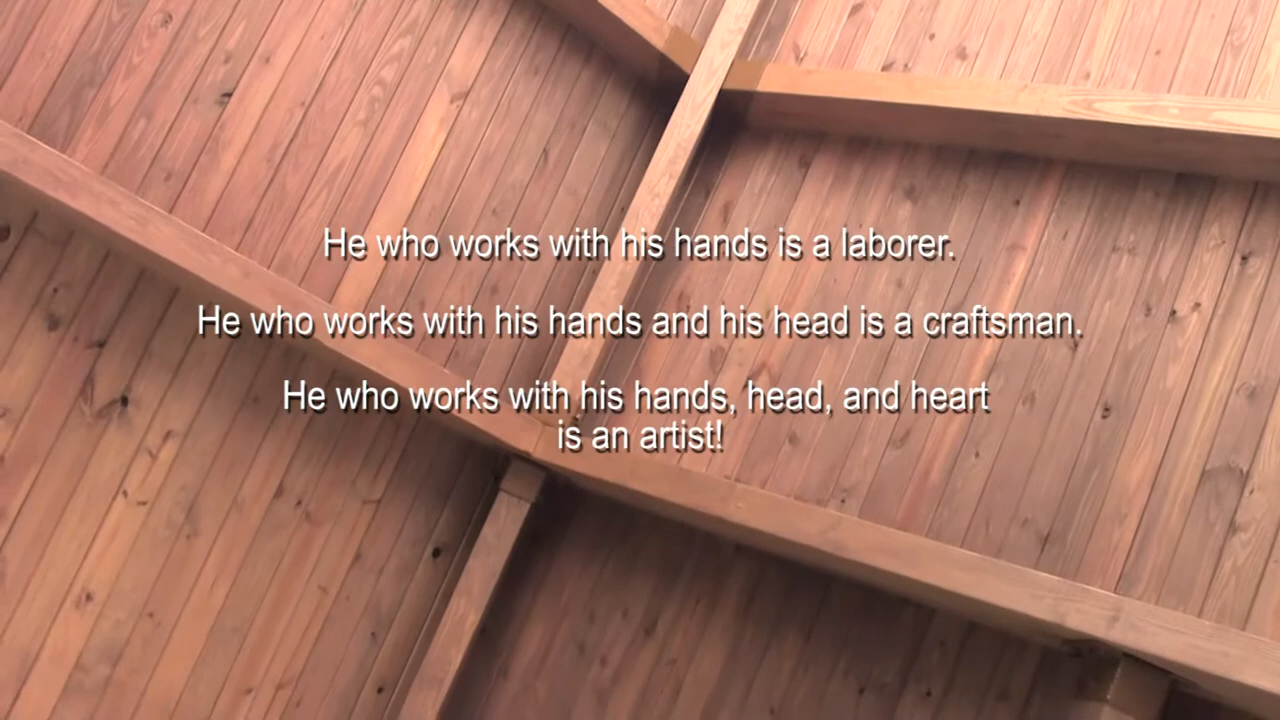 He who works with his hands is a laborer.
He who works with his hands and his head is a craftsman.
He who works with his hands, head, and heart
is an artist!